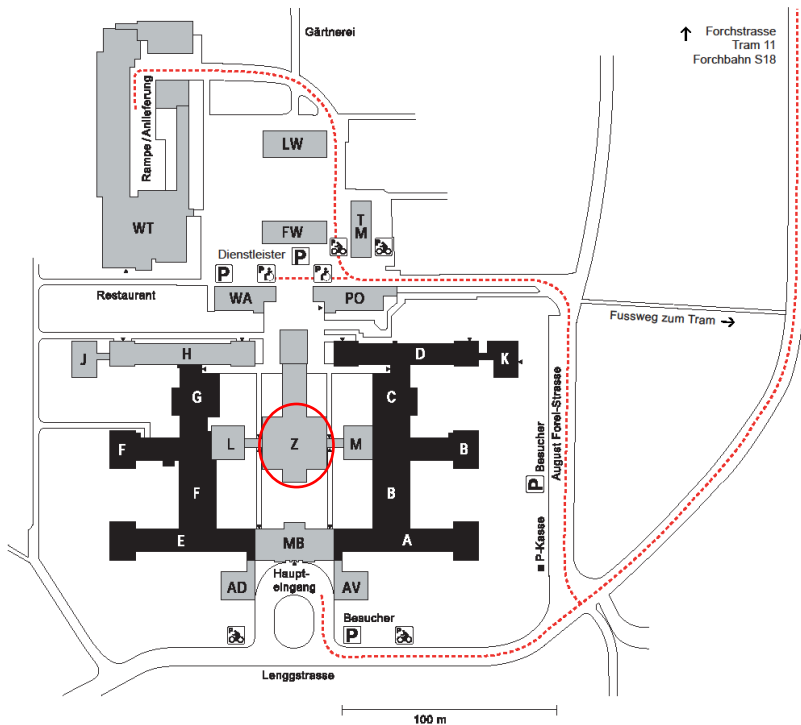 Gärtnerei
Forchstrasse
Tram 11
Forchbahn S18
Rampe / Anlieferung
LW
WT
FW
T
M
P
P
Dienstleister
P
P
P
P
Restaurant
WA
PO
Fussweg zum Tram
J
H
D
K
G
C
F
L
Z
M
B
F
B
P
Besucher
August Forel-Strasse
P-Kasse
E
MB
A
AD
Haupt-
eingang
AV
Besucher
P
P
P
Lenggstrasse
100 m